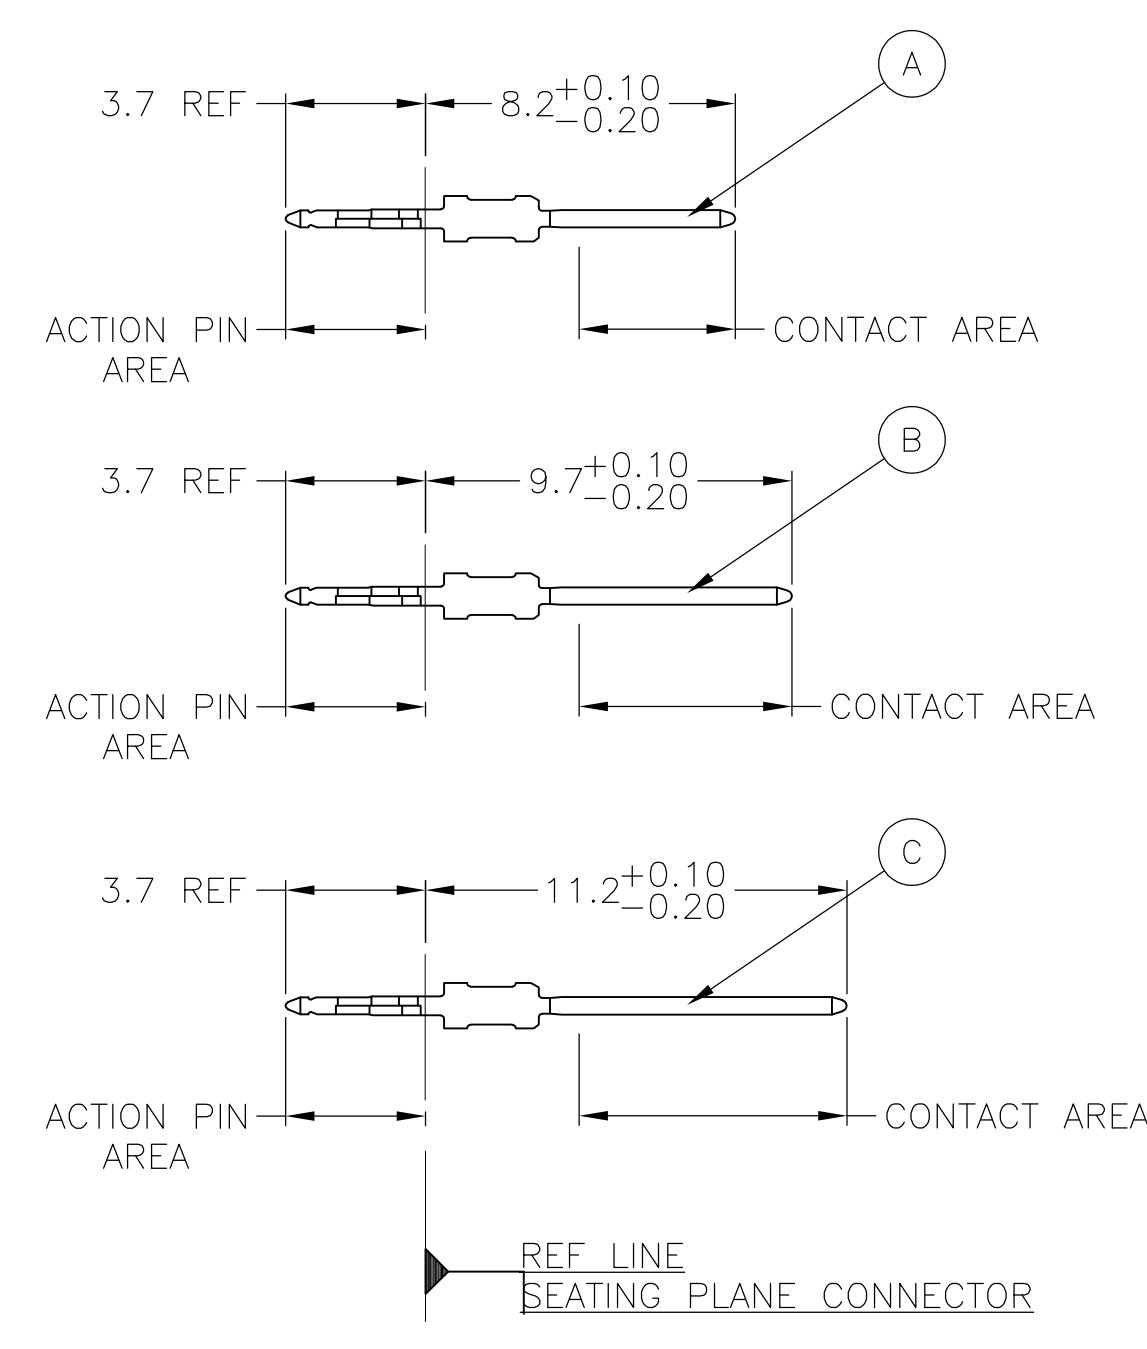 A
3.7 REF
8.2 +0.10
-0.20
ACTION PIN
AREA
CONTACT AREA
B
3.7 REF
9.7 +0.10
-0.20
ACTION PIN
AREA
CONTACT AREA
C
3.7 REF
11.2 +0.10
-0.20
ACTION PIN
AREA
CONTACT AREA
REF LINE
SEATING PLANE CONNECTOR